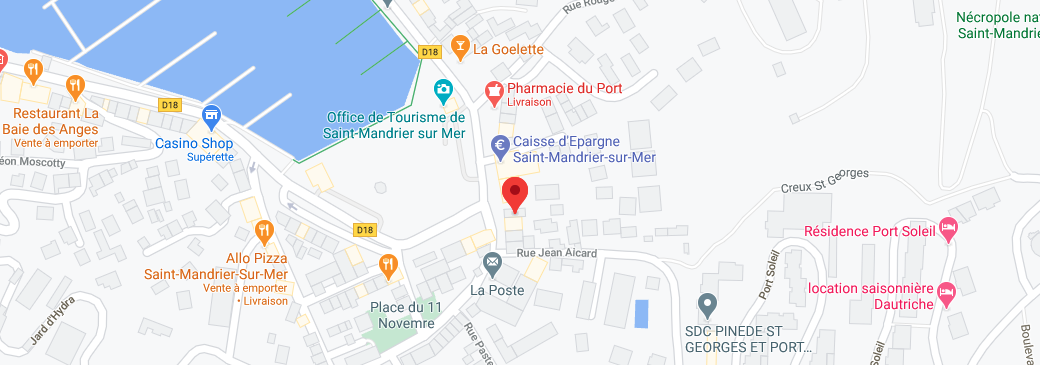 Rue Rouge
Nécropole na
Saint-Mandrie
La Goelette
D18
Pharmacie du Port
Livraison
D18
Restaurant La
Baie des Anges
Vente à emporter
Office de Tourisme de
Saint-Mandrier sur Mer
Casino Shop
Supérette
Caisse d'Epargne
Saint-Mandrier-sur-Mer
éon Moscotty
Creux St Georges
D18
Résidence Port Soleil
Allo Pizza
Saint-Mandrier-Sur-Mer
Vente à emporter
• Livraison
Rue Jean Aicard
La Poste
Port Soleil
location saisonnière
Dautriche
Place du 11
Novemre
Jard d'Hydra
SDC PINEDE ST
GEORGES ET PORT...
Rue Paste
Soleil
Bouleva